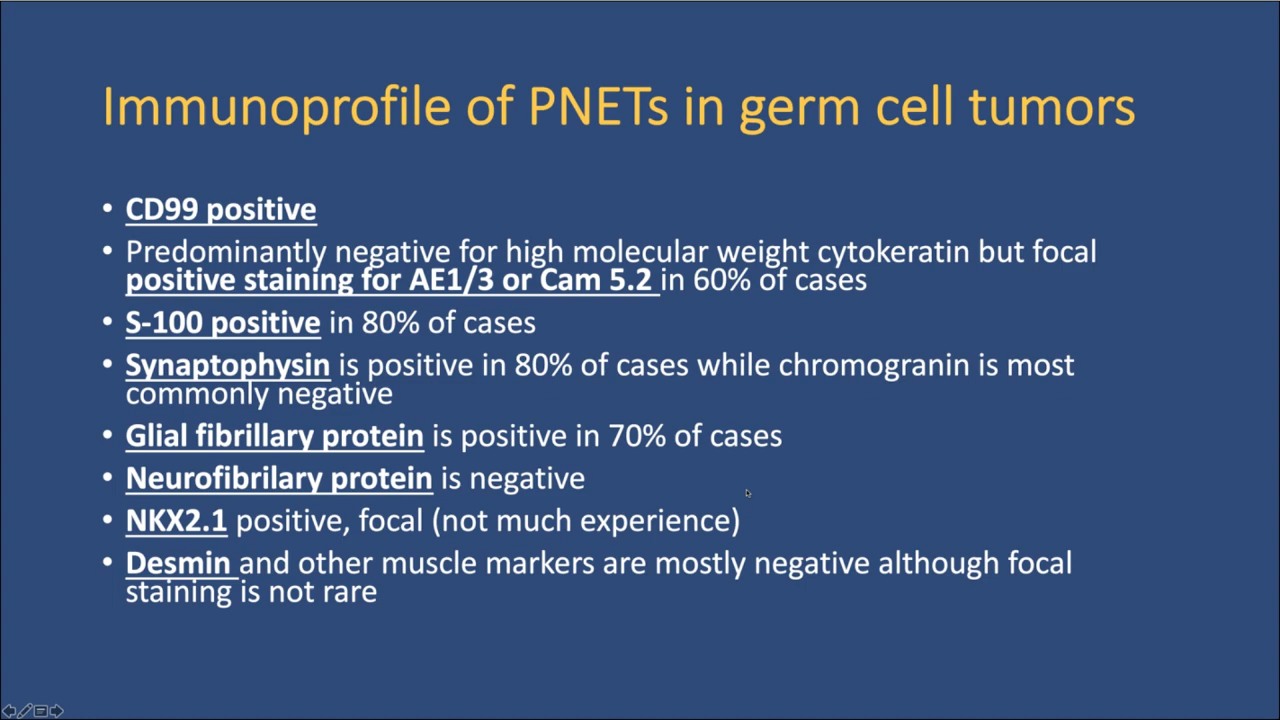 Immunoprofile of PNETs in germ cell tumors
• CD99 positive
• Predominantly negative for high molecular weight cytokeratin but focal
positive staining for AE1/3 or Cam 5.2 in 60% of cases
• S-100 positive in 80% of cases
• Synaptophysin is positive in 80% of cases while chromogranin is most
commonly negative
• Glial fibrillary protein is positive in 70% of cases
• Neurofibrilary protein is negative
• NKX2.1 positive, focal (not much experience)
• Desmin and other muscle markers are mostly negative although focal
staining is not rare